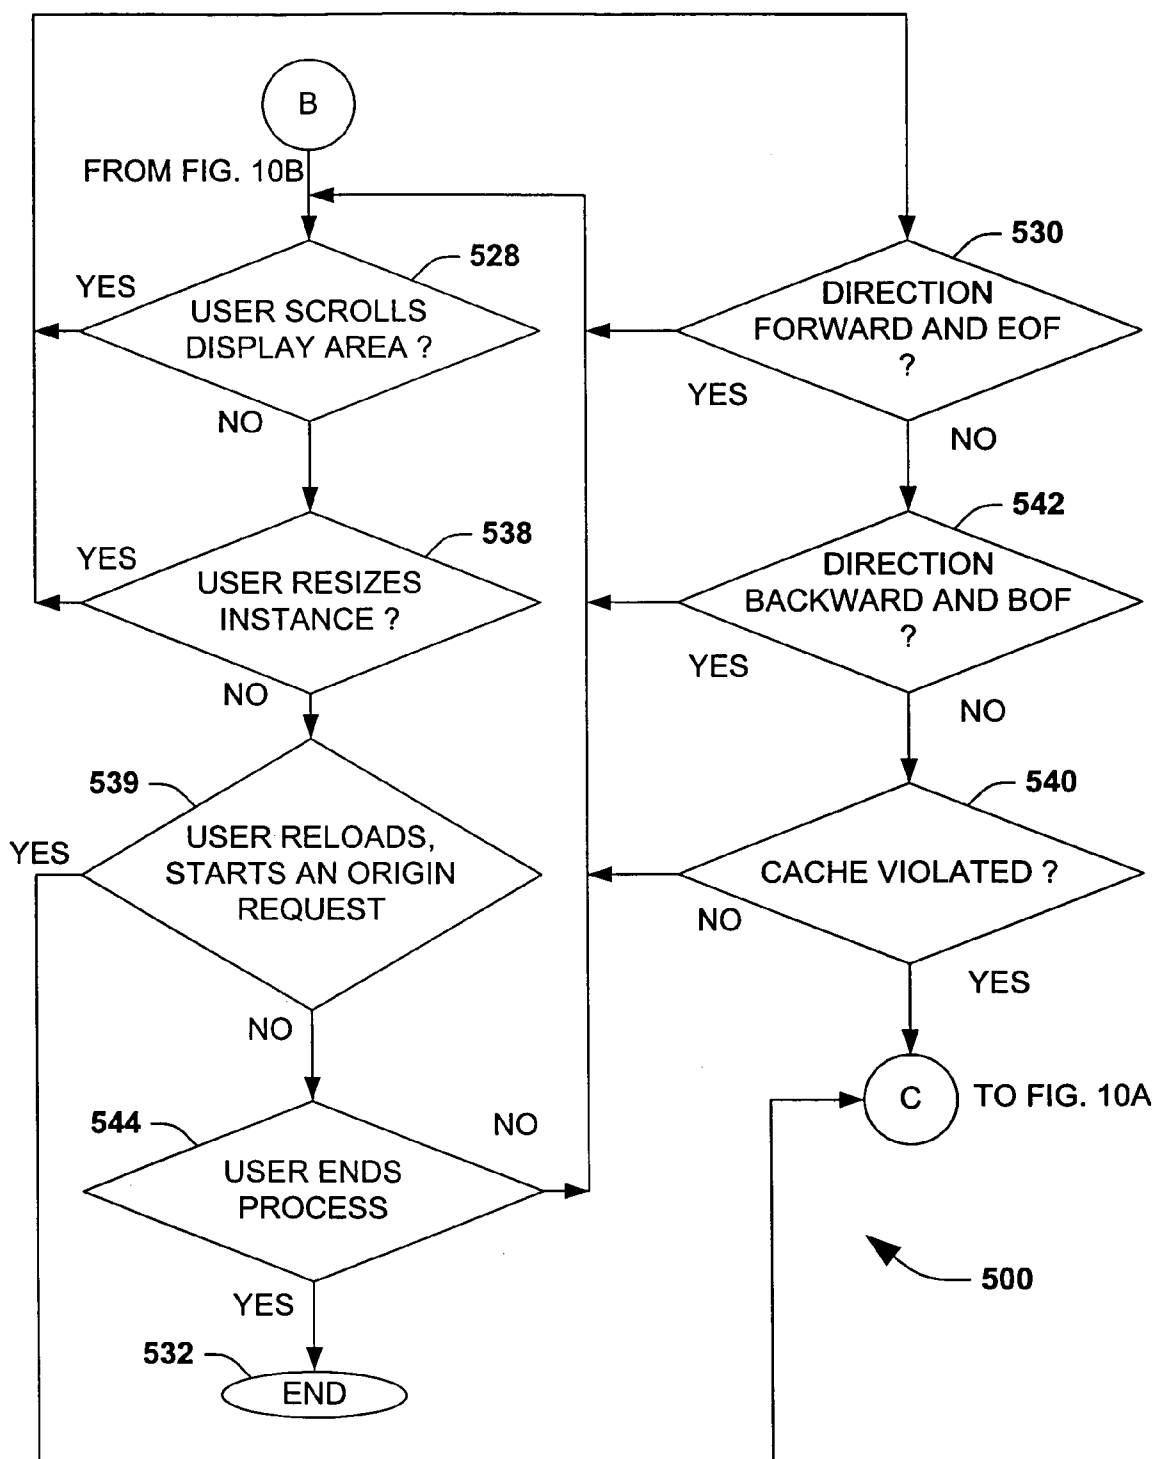 B
FROM FIG. 10B
528
YES
USER SCROLLS
DISPLAY AREA ?
NO
538
YES
USER RESIZES
INSTANCE ?
NO
539
YES
USER RELOADS,
STARTS AN ORIGIN
REQUEST
NO
544
NO
USER ENDS
PROCESS
YES
532
END
530
DIRECTION
FORWARD AND EOF
?
YES
NO
542
DIRECTION
BACKWARD AND BOF
?
YES
NO
540
CACHE VIOLATED ?
NO
YES
C
TO FIG. 10A
500